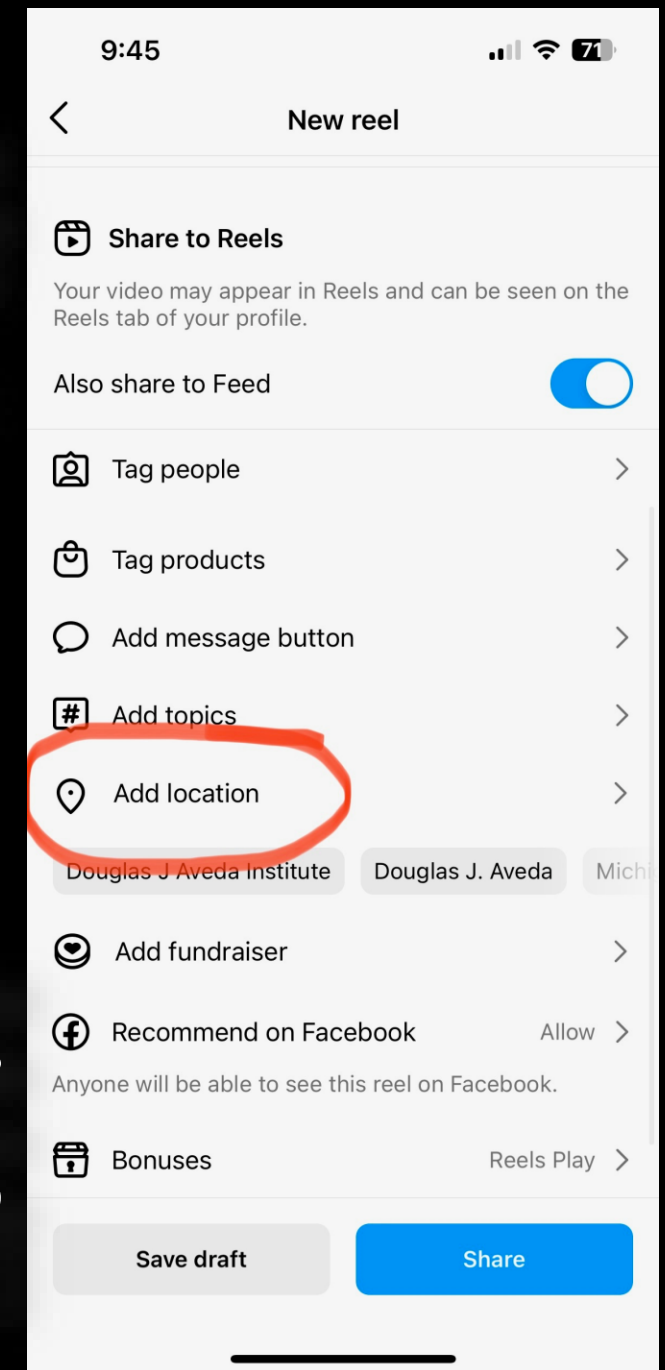 9:45
71
New reel
Share to Reels
Your video may appear in Reels and can be seen on the
Reels tab of your profile.
Also share to Feed
Tag people
Tag products
Add message button
# Add topics
Add location
Douglas J Aveda Institute Douglas J. Aveda Michi
Add fundraiser
Recommend on Facebook Allow
Anyone will be able to see this reel on Facebook.
Bonuses Reels Play
Save draft Share